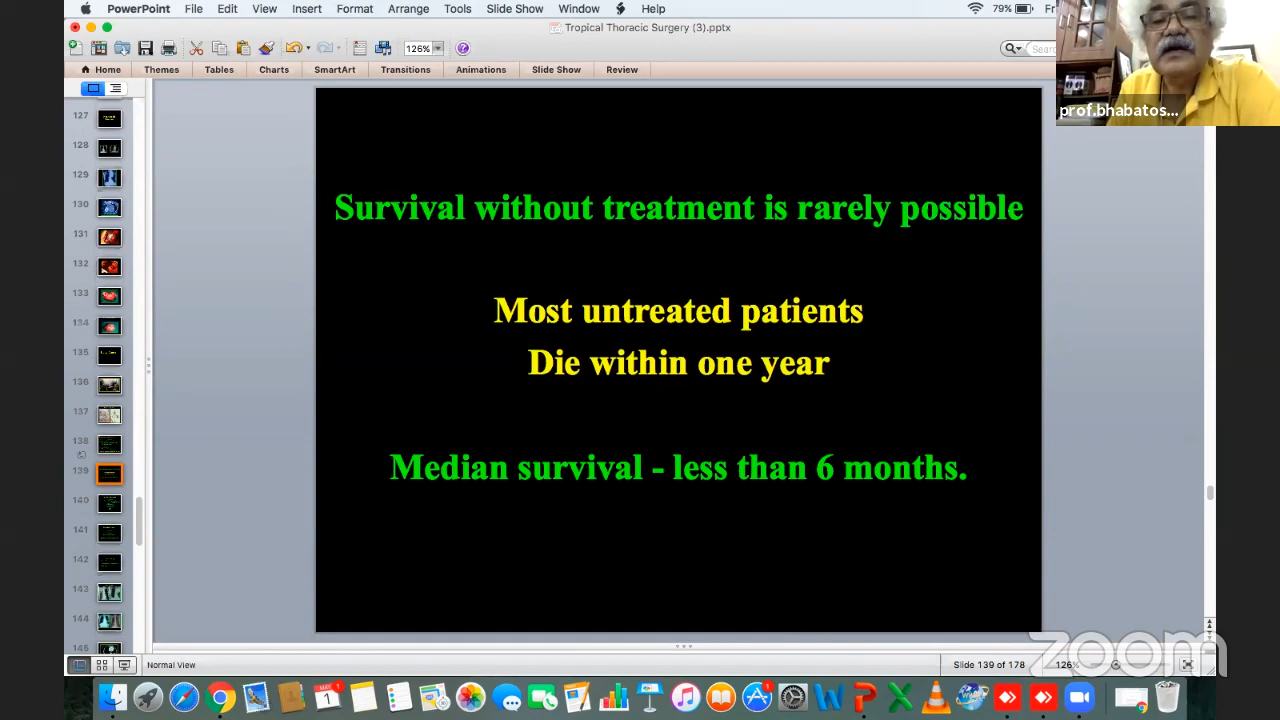 PowerPoint File Edit View Insert Format Arrange Tools Slide Show Window Help 79% Fr
Tropical Thoracic Surgery (3).pptx
126%
Home Themes Tables Charts SmartArt Transitions Animations Slide Show Review
prof.bhabatos...
127
128
129
130
131
132
133
134
135
136
137
138
139
140
141
142
143
144
145
Survival without treatment is rarely possible
Most untreated patients
Die within one year
Median survival - less than 6 months.
zoom
Normal View Slide 139 of 178 126%